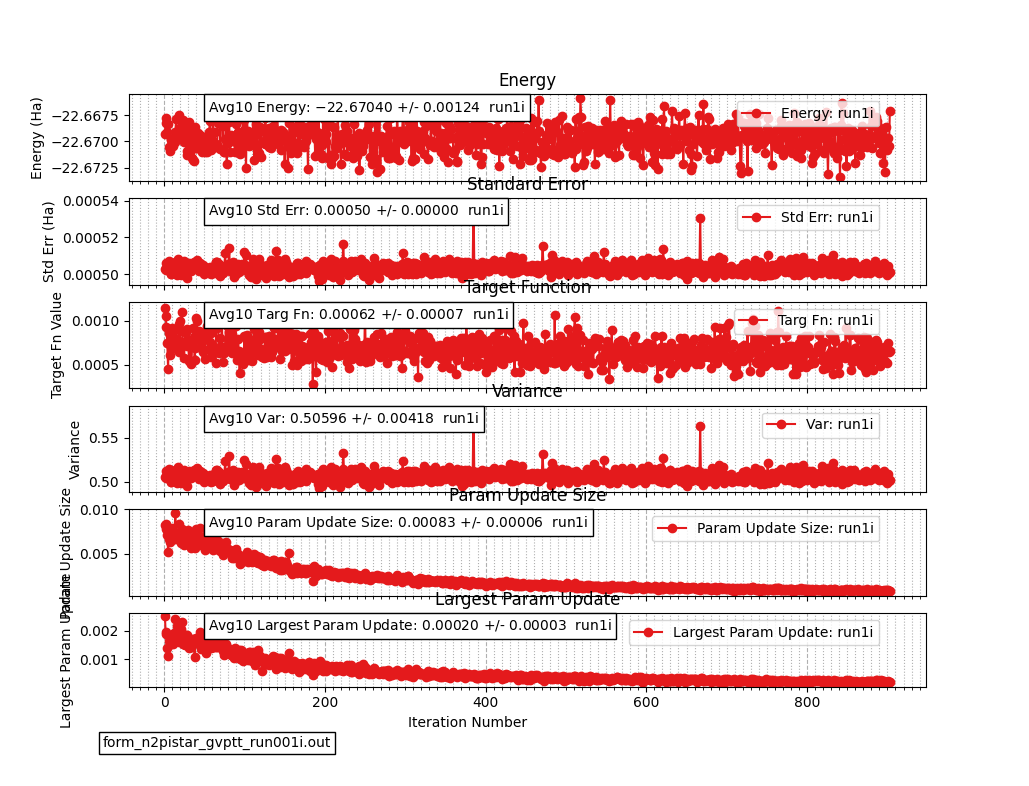 Energy
Energy (Ha)
−22.6675
−22.6700
−22.6725
Avg10 Energy: −22.67040 +/- 0.00124  run1i
Energy: run1i
Standard Error
Std Err (Ha)
0.00054
0.00052
0.00050
Avg10 Std Err: 0.00050 +/- 0.00000  run1i
Std Err: run1i
Target Function
Target Fn Value
0.0010
0.0005
Avg10 Targ Fn: 0.00062 +/- 0.00007  run1i
Targ Fn: run1i
Variance
Variance
0.55
0.50
Avg10 Var: 0.50596 +/- 0.00418  run1i
Var: run1i
Param Update Size
Param Update Size
0.010
0.005
Avg10 Param Update Size: 0.00083 +/- 0.00006  run1i
Param Update Size: run1i
Largest Param Update
Largest Param Update
0.002
0.001
Avg10 Largest Param Update: 0.00020 +/- 0.00003  run1i
Largest Param Update: run1i
0
200
400
600
800
Iteration Number
form_n2pistar_gvptt_run001i.out